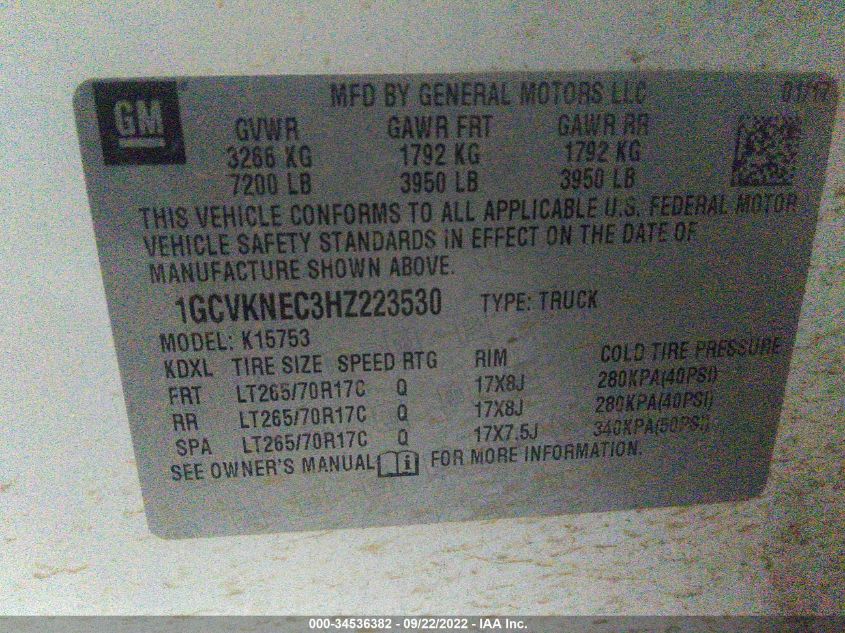 GM
MFD BY GENERAL MOTORS LLC 01/17
GVWR GAWR FRT GAWR RR
3266 KG 1792 KG 1792 KG
7200 LB 3950 LB 3950 LB
THIS VEHICLE CONFORMS TO ALL APPLICABLE U.S. FEDERAL MOTOR
VEHICLE SAFETY STANDARDS IN EFFECT ON THE DATE OF
MANUFACTURE SHOWN ABOVE.
1GCVKNEC3HZ223530 TYPE: TRUCK
MODEL: K15753
KDXL TIRE SIZE SPEED RTG RIM COLD TIRE PRESSURE
FRT LT265/70R17C Q 17X8J 280KPA(40PSI)
RR LT265/70R17C Q 17X8J 280KPA(40PSI)
SPA LT265/70R17C Q 17X7.5J 340KPA(50PSI)
SEE OWNER'S MANUAL FOR MORE INFORMATION.
000-34536382 - 09/22/2022 - IAA Inc.